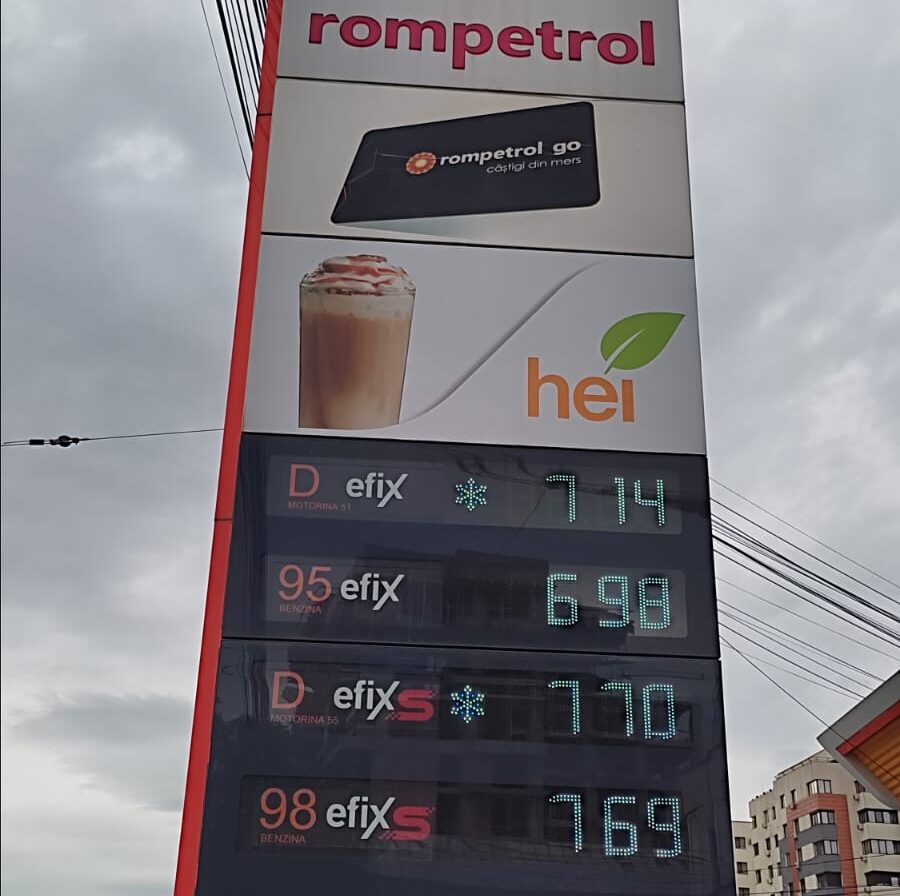 rompetrol
rompetrol go
câștigi din mers
hei
D efix 7 14
MOTORINA 51
95 efix 6 98
BENZINA
D efix S 7 70
MOTORINA 55
98 efix S 7 69
BENZINA